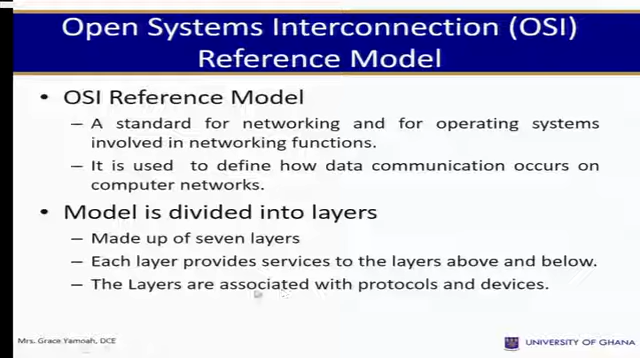 Open Systems Interconnection (OSI)
Reference Model
• OSI Reference Model
– A standard for networking and for operating systems
involved in networking functions.
– It is used to define how data communication occurs on
computer networks.
• Model is divided into layers
– Made up of seven layers
– Each layer provides services to the layers above and below.
– The Layers are associated with protocols and devices.
Mrs. Grace Yamoah, DCE
UNIVERSITY OF GHANA